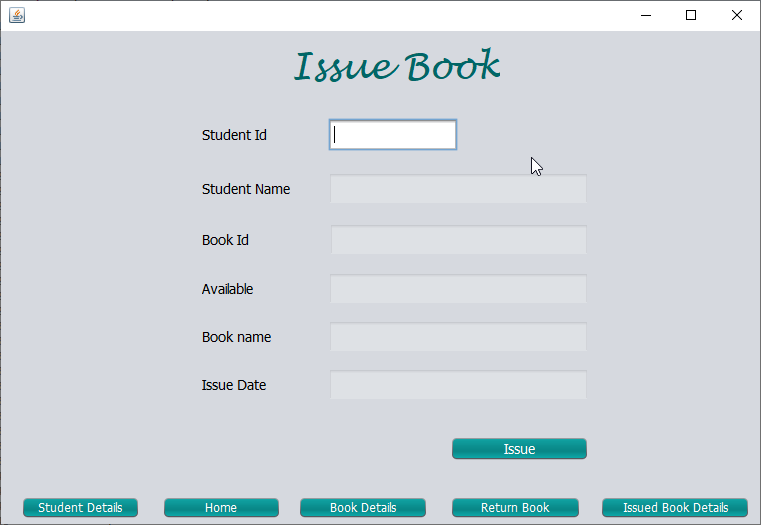 Issue Book
Student Id
Student Name
Book Id
Available
Book name
Issue Date
Issue
Student Details Home Book Details Return Book Issued Book Details